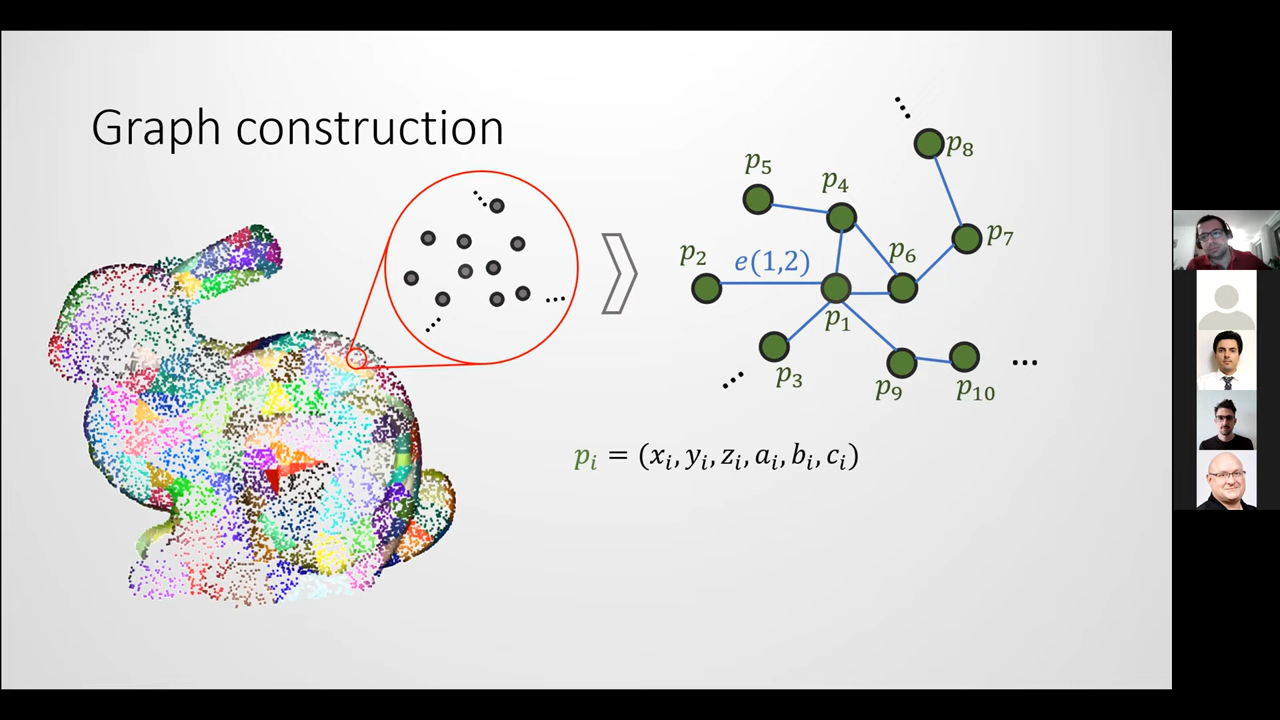 Graph construction
p₈
p₅
p₄
p₇
p₂
e(1,2)
p₆
p₁
p₃
p₉
p₁₀
pᵢ = (xᵢ, yᵢ, zᵢ, aᵢ, bᵢ, cᵢ)